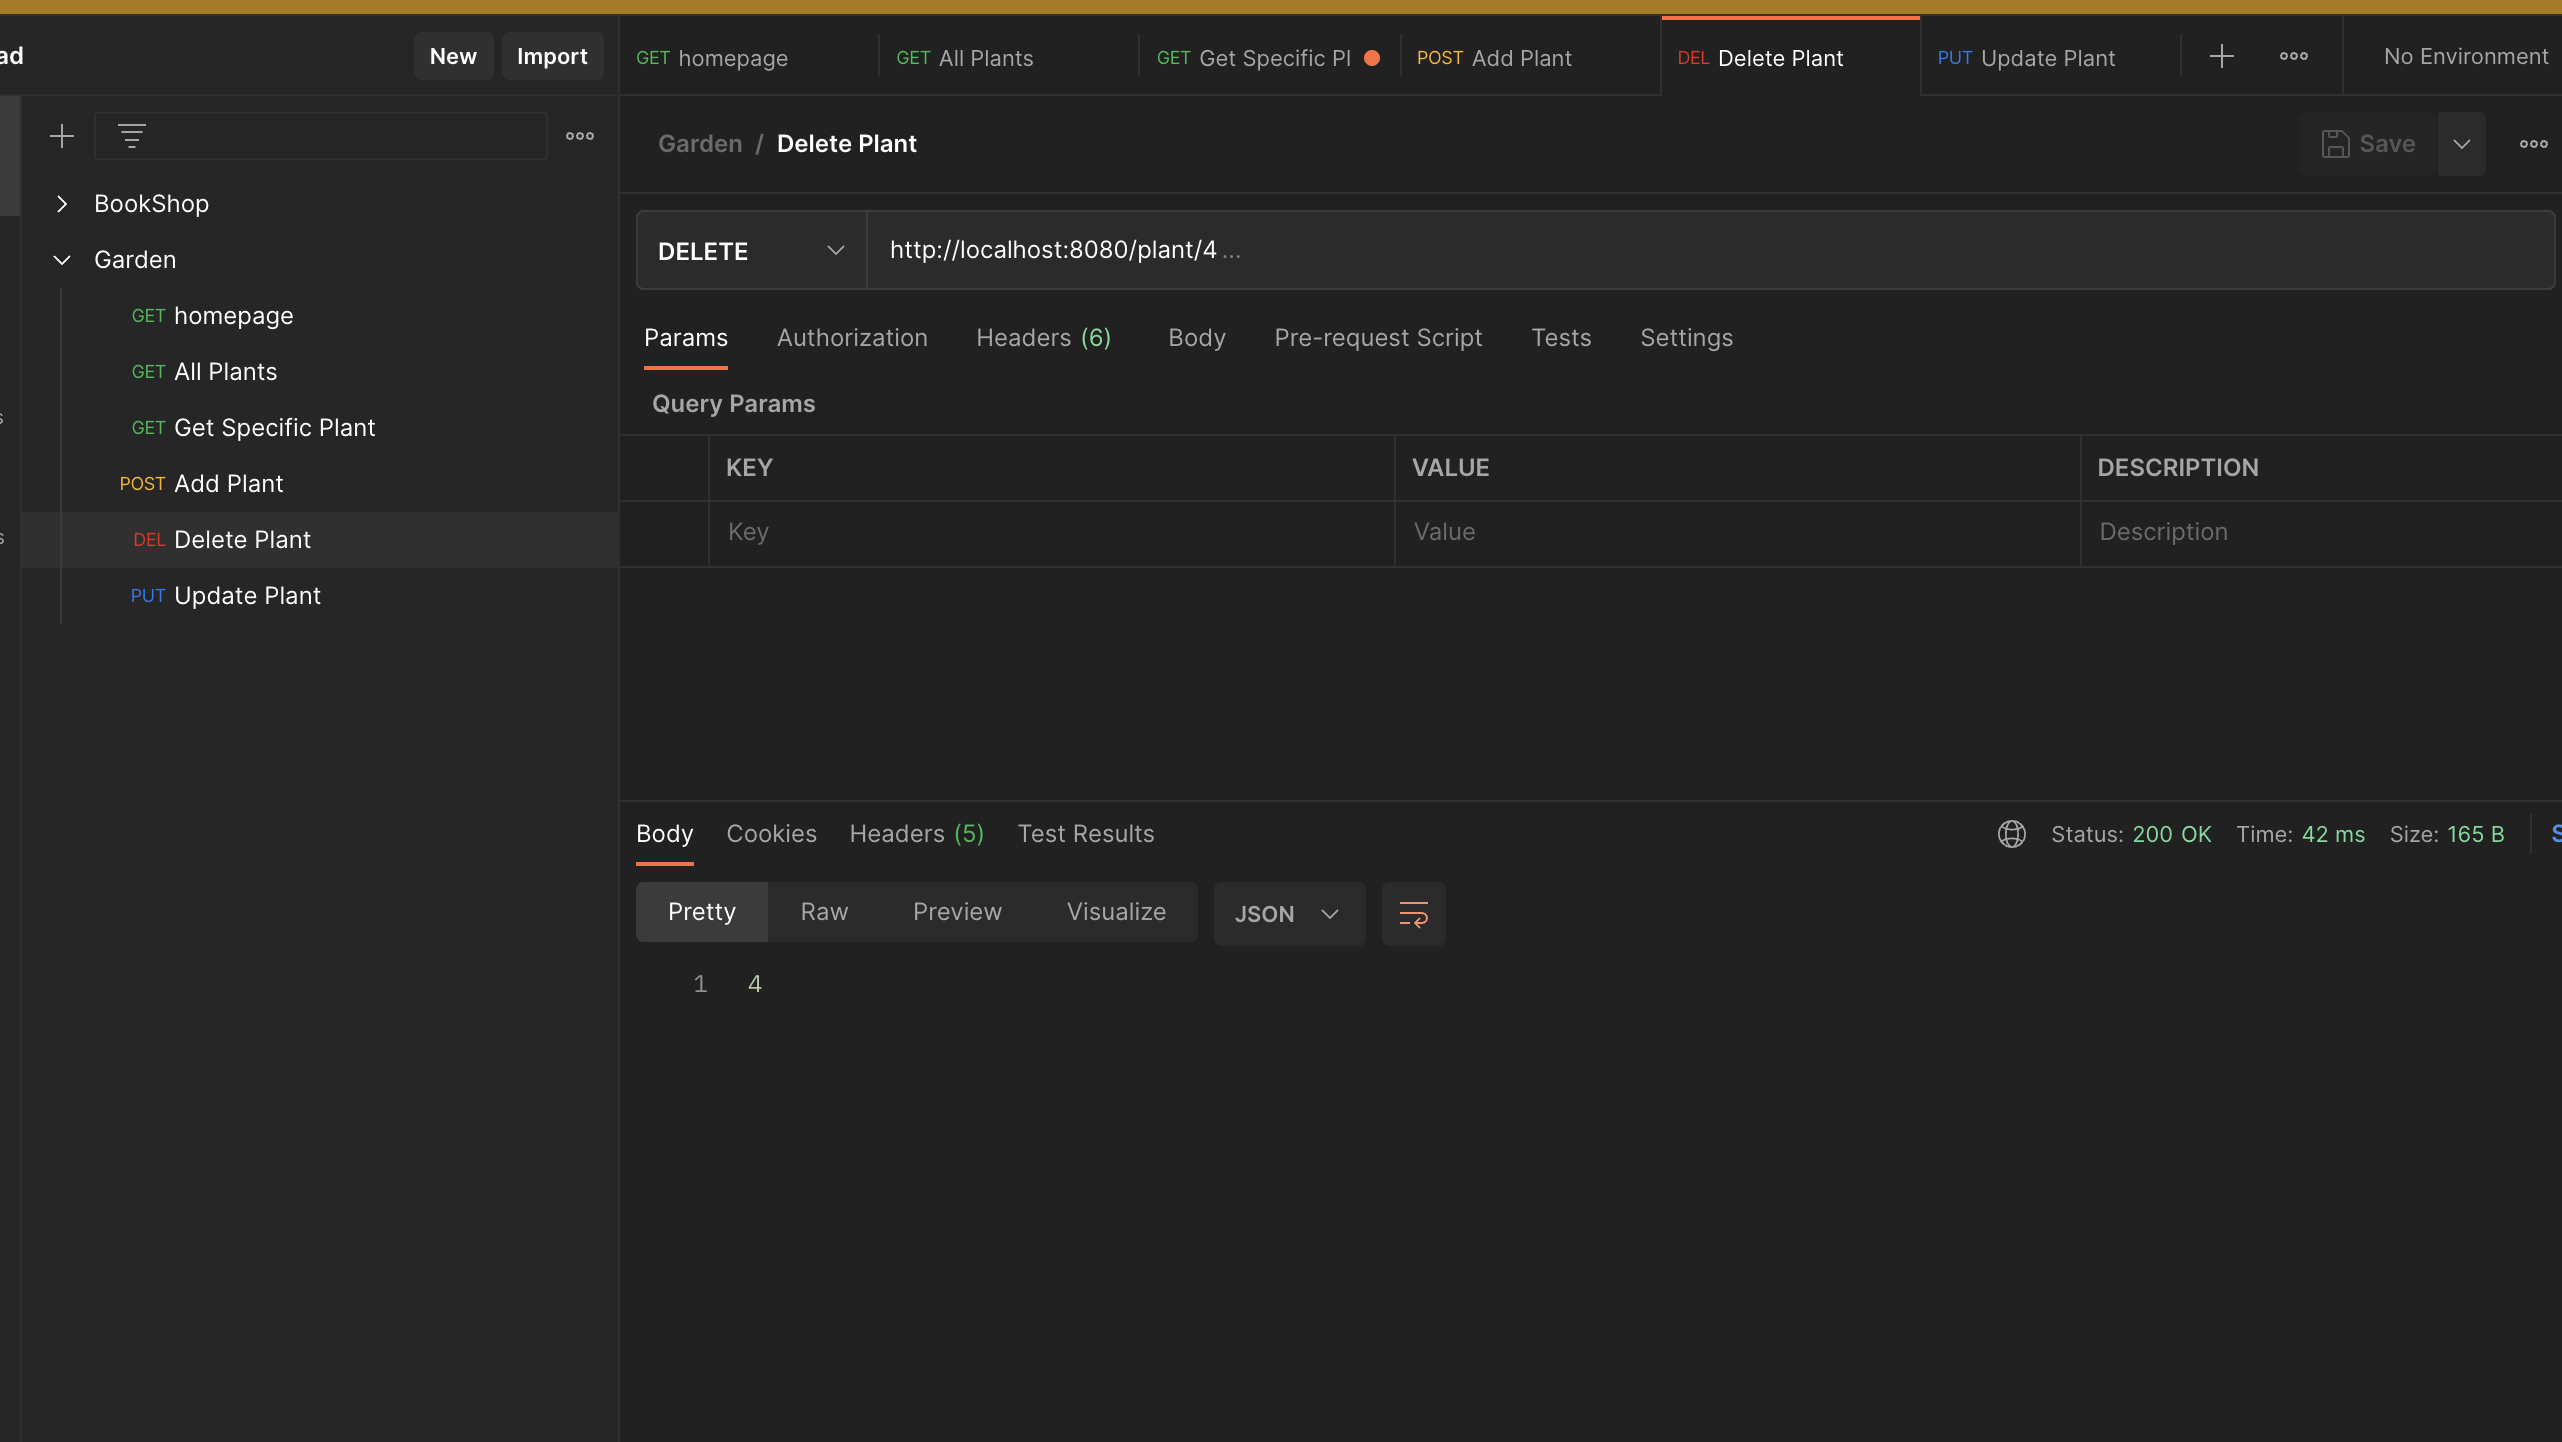 ad
New
Import
GET homepage
GET All Plants
GET Get Specific Pl
POST Add Plant
DEL Delete Plant
PUT Update Plant
No Environment
BookShop
Garden
GET homepage
GET All Plants
GET Get Specific Plant
POST Add Plant
DEL Delete Plant
PUT Update Plant
s
s
Garden / Delete Plant
Save
DELETE
http://localhost:8080/plant/4 ...
Params Authorization Headers (6) Body Pre-request Script Tests Settings
Query Params
KEY VALUE DESCRIPTION
Key Value Description
Body Cookies Headers (5) Test Results
Status: 200 OK Time: 42 ms Size: 165 B
S
Pretty Raw Preview Visualize JSON
1 4